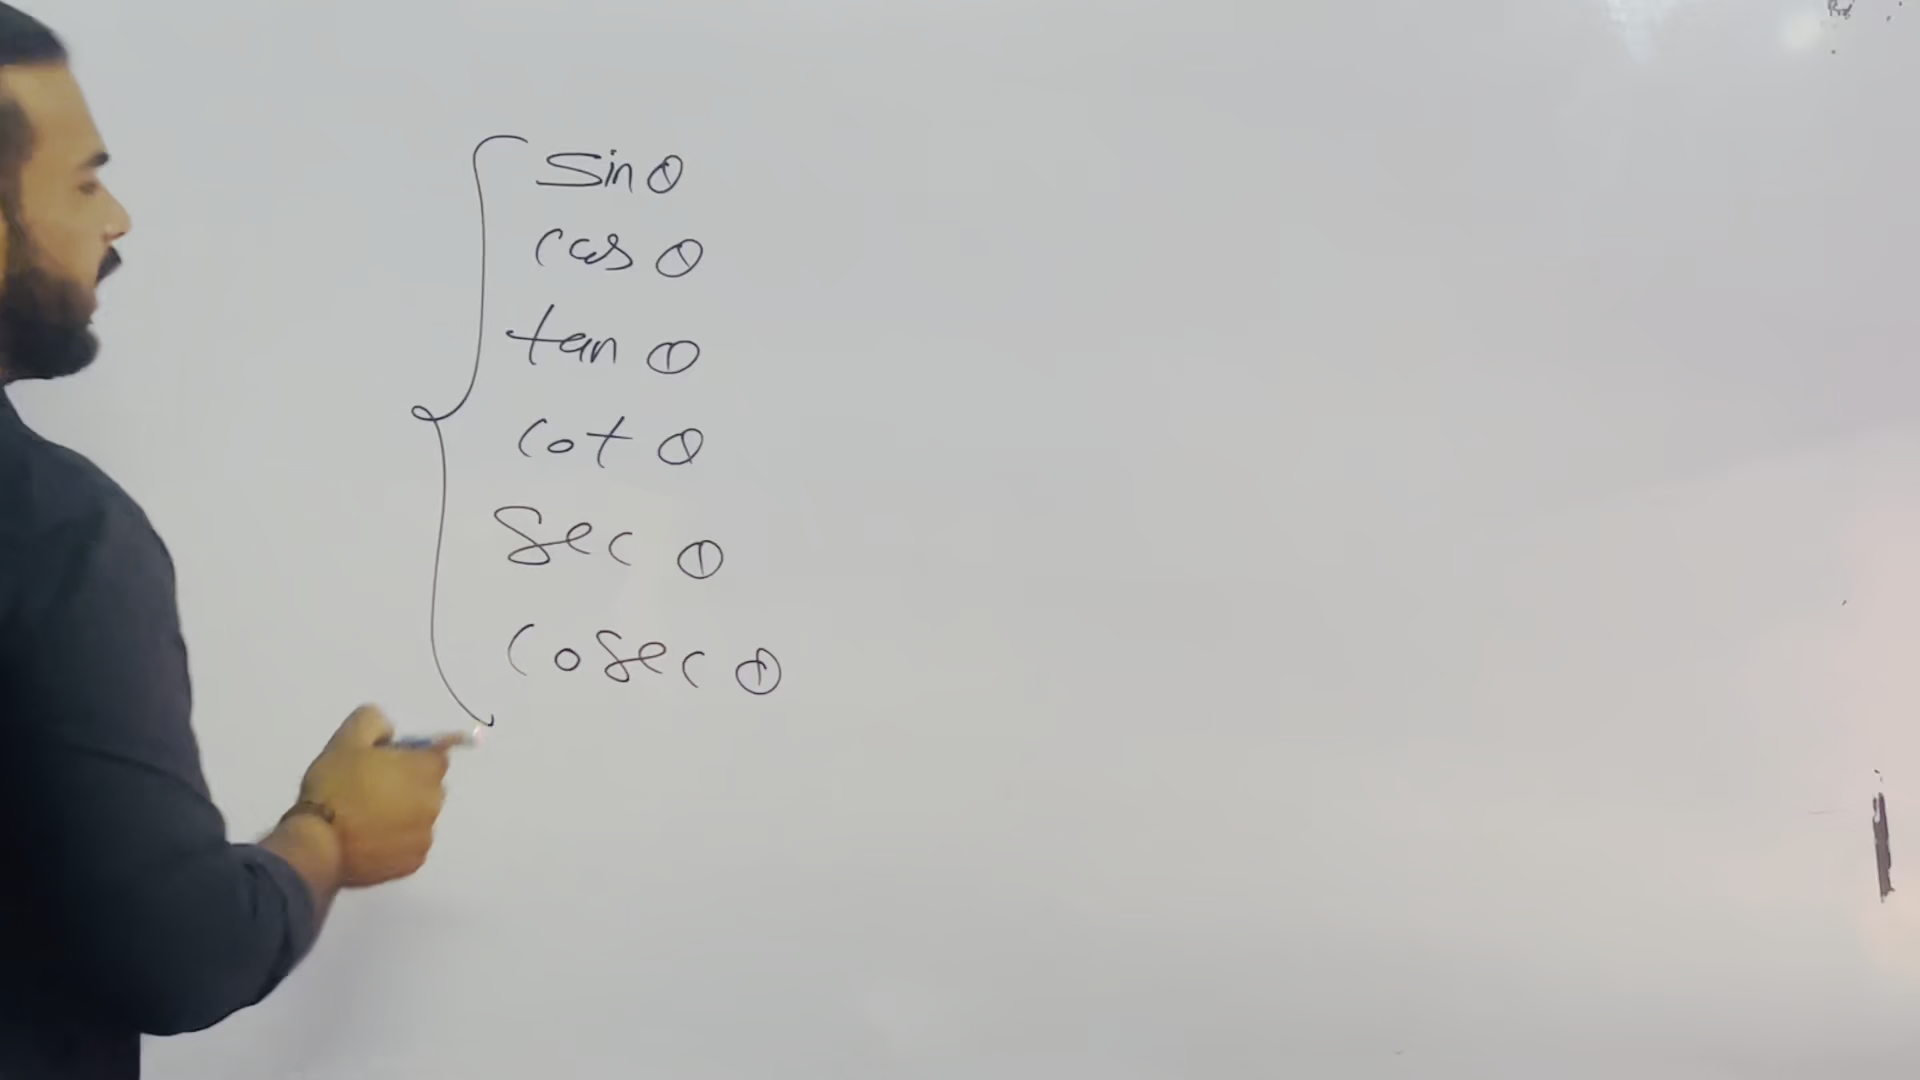 sin θ
cos θ
tan θ
cot θ
sec θ
cosec θ